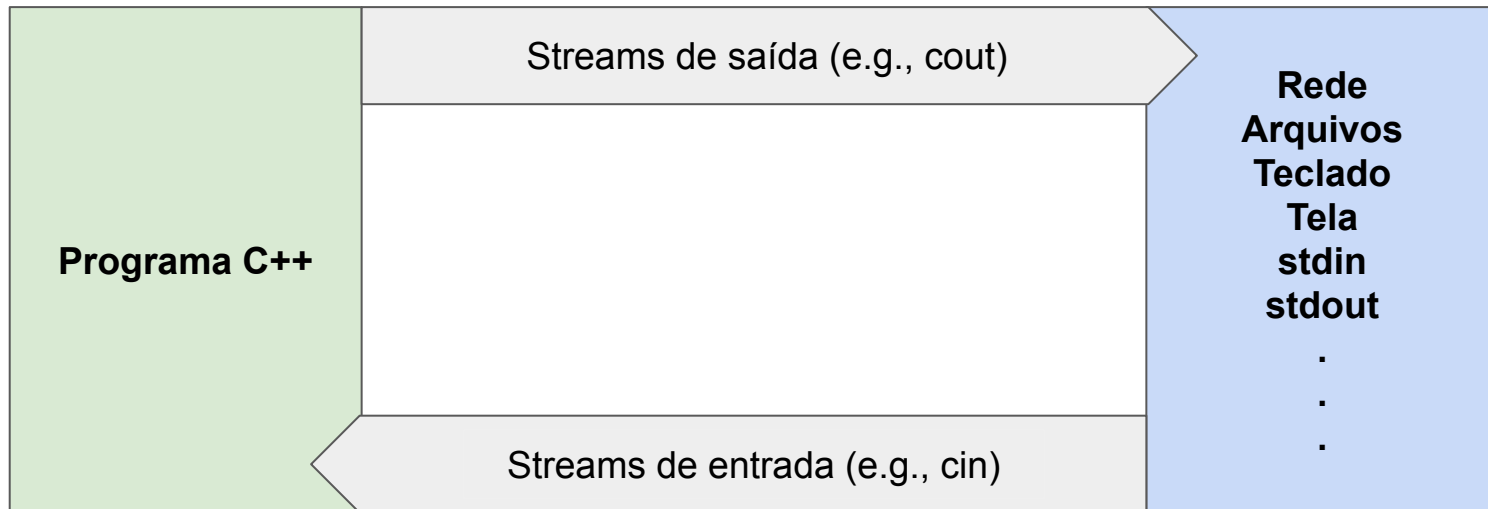 Streams de saída (e.g., cout)
Programa C++
Rede
Arquivos
Teclado
Tela
stdin
stdout
.
.
.
Streams de entrada (e.g., cin)